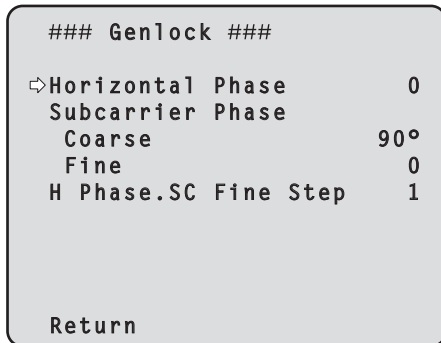 ### Genlock ###
⇨Horizontal Phase 0
Subcarrier Phase
Coarse 90°
Fine 0
H Phase.SC Fine Step 1
Return